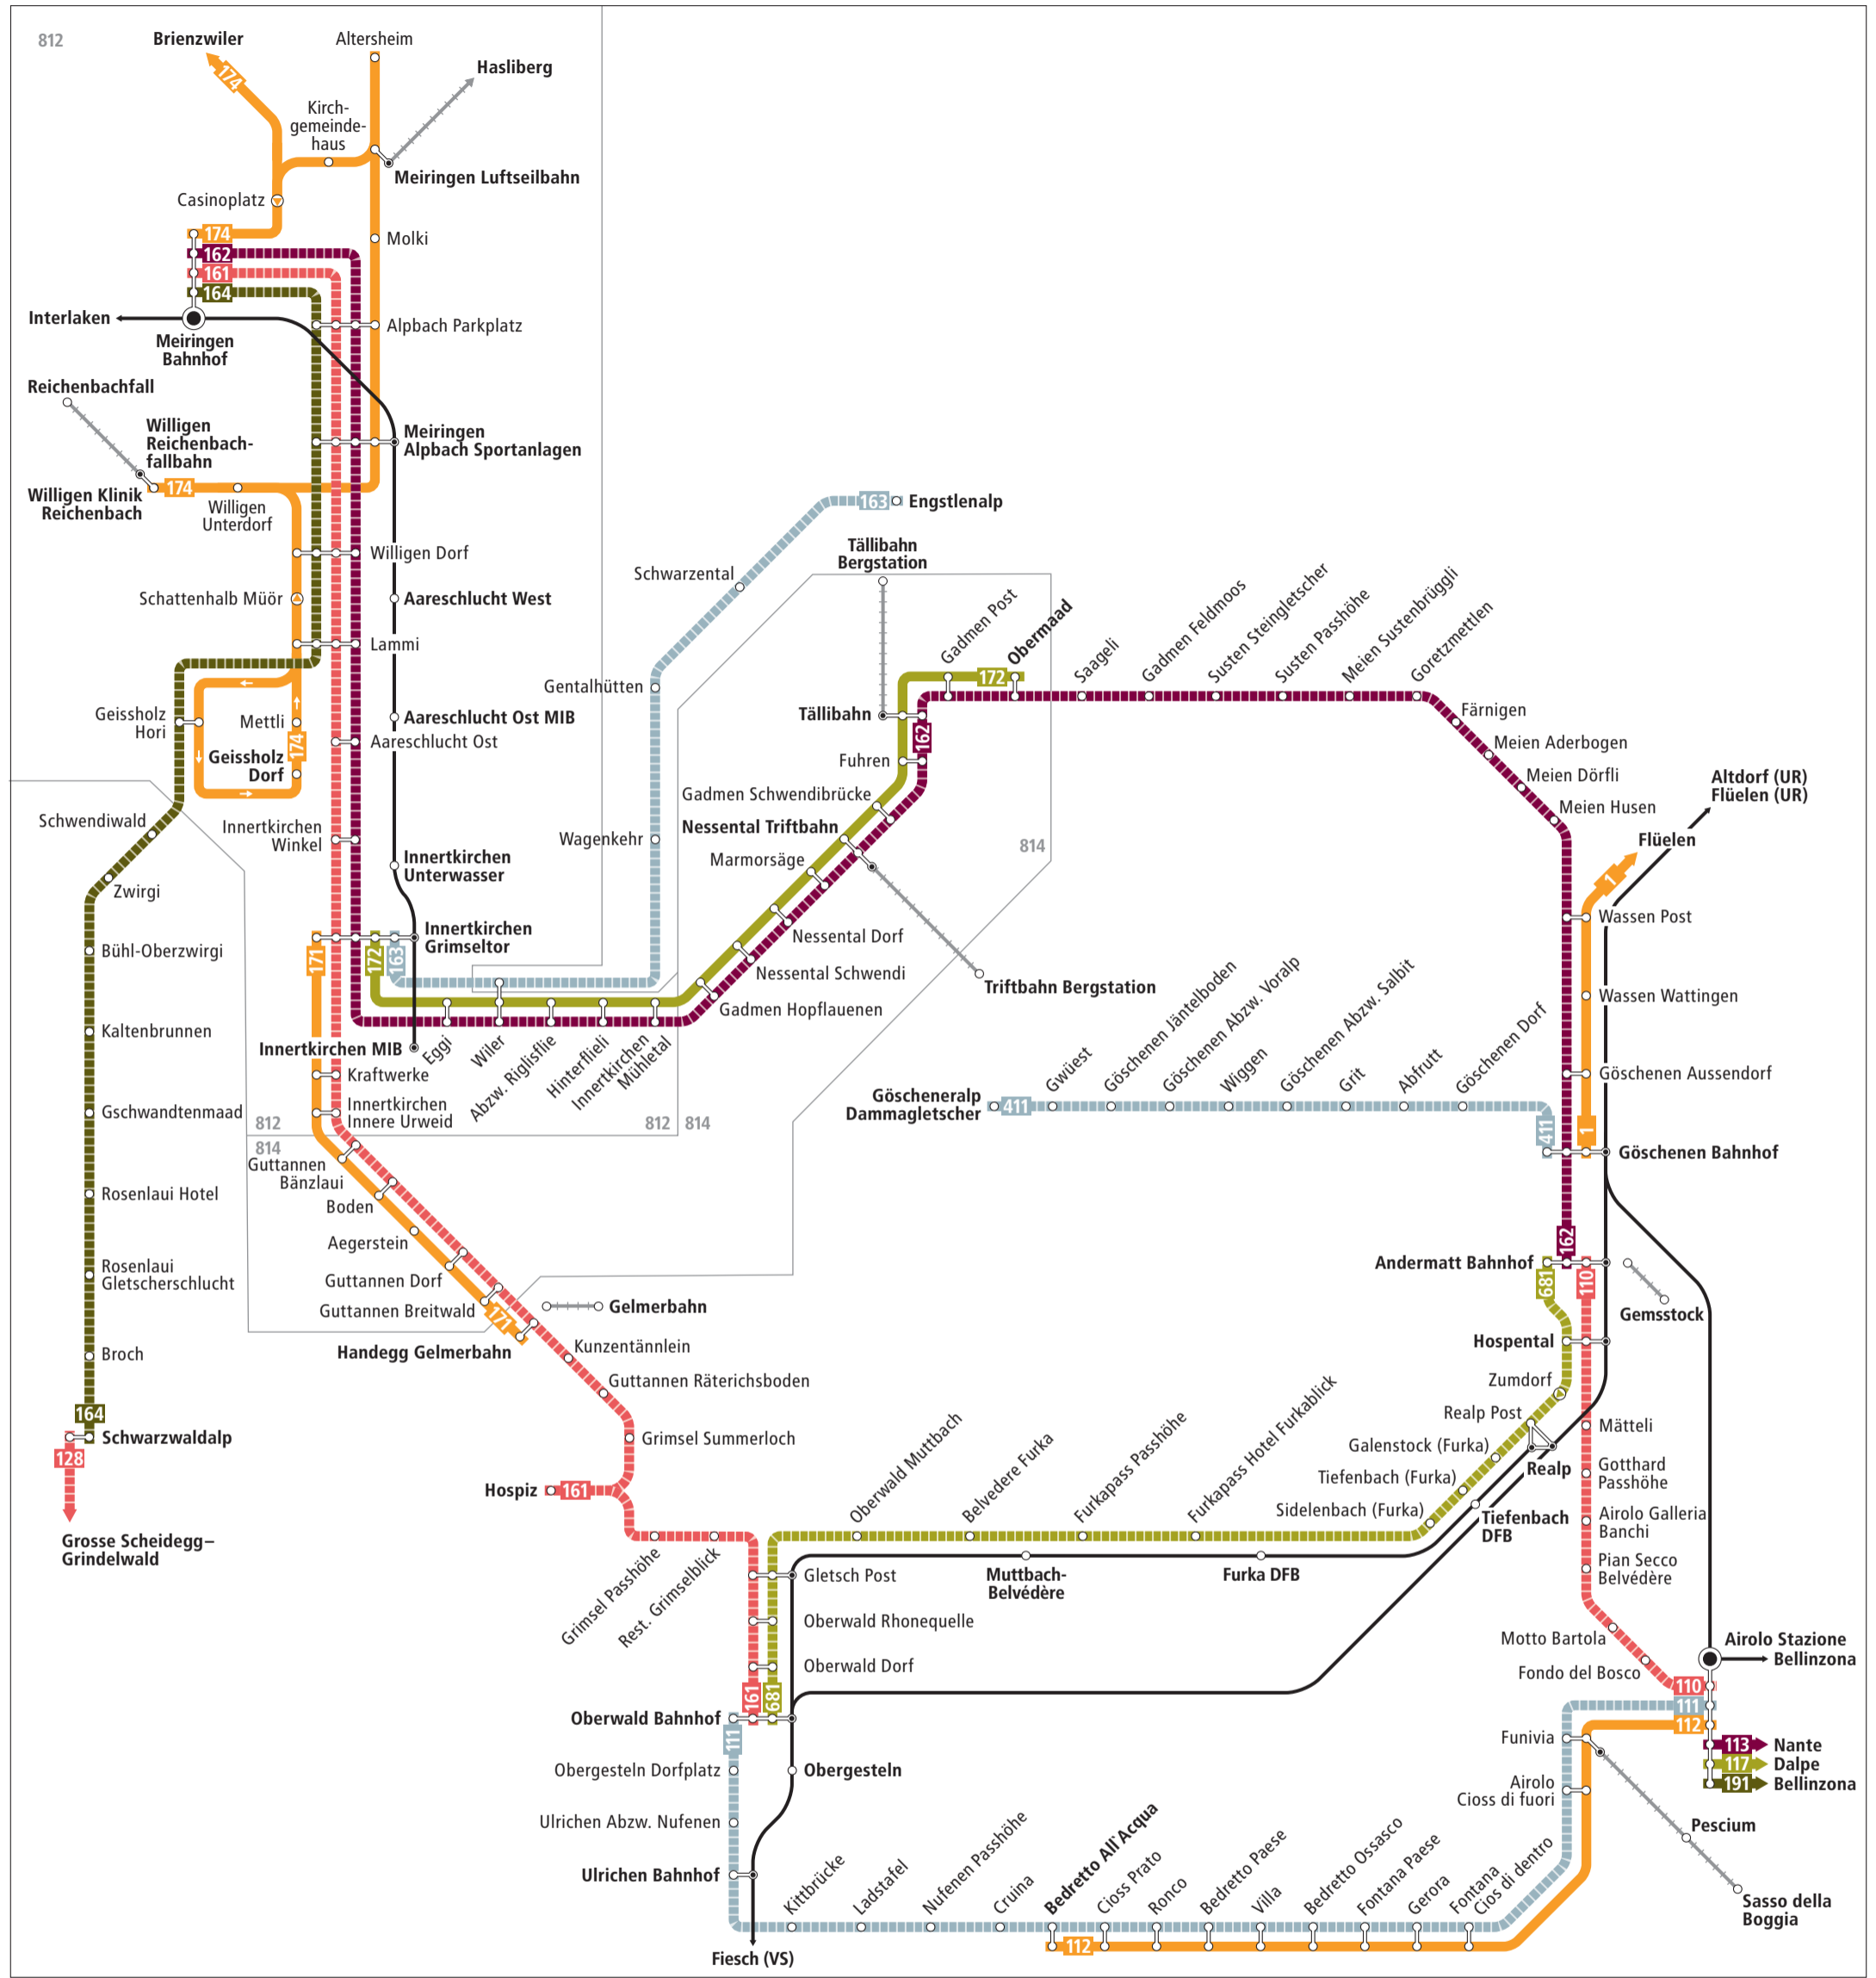 812
Brienzwiler
Altersheim
174
Hasliberg
Kirch-
gemeinde-
haus
Meiringen Luftseilbahn
Casinoplatz
174
162
161
164
Molki
Interlaken
Meiringen
Bahnhof
Alpbach Parkplatz
Reichenbachfall
Willigen
Reichenbach-
fallbahn
Meiringen
Alpbach Sportanlagen
Willigen Klinik
Reichenbach
174
Willigen
Unterdorf
163
Engstlenalp
Willigen Dorf
Tällibahn
Bergstation
Schwarzental
Schattenhalb Müör
Aareschlucht West
Lammi
Gentalhütten
Gadmen Post
Obermaad
172
Saageli
Gadmen Feldmoos
Susten Steingletscher
Susten Passhöhe
Meien Sustenbrüggli
Goretzmettlen
Geissholz
Hori
Mettli
Aareschlucht Ost MIB
Aareschlucht Ost
174
Geissholz
Dorf
Tällibahn
162
Fuhren
Färnigen
Meien Aderbogen
Meien Dörfli
Meien Husen
Altdorf (UR)
Flüelen (UR)
Flüelen
1
Schwendiwald
Innertkirchen
Winkel
Wagenkehr
Gadmen Schwendibrücke
Nessental Triftbahn
Marmorsäge
814
Innertkirchen
Unterwasser
Zwirgi
Wassen Post
Bühl-Oberzwirgi
171
172
163
Innertkirchen
Grimseltor
Nessental Dorf
Nessental Schwendi
Gadmen Hopflauenen
Triftbahn Bergstation
Wassen Wattingen
Kaltenbrunnen
Innertkirchen MIB
Eggi
Wiler
Abzw. Riglisflie
Hinterflieli
Innertkirchen
Mühletal
Kraftwerke
Innertkirchen
Innere Urweid
Göscheneralp
Dammagletscher
411
Gwüest
Göschenen Jäntelboden
Göschenen Abzw. Voralp
Wiggen
Göschenen Abzw. Salbit
Grit
Abfrutt
Göschenen Dorf
Göschenen Aussendorf
411
1
Göschenen Bahnhof
Gschwandtenmaad
812
814
812
814
Guttannen
Bänzlaui
Boden
Aegerstein
Guttannen Dorf
Guttannen Breitwald
171
Handegg Gelmerbahn
Gelmerbahn
Rosenlaui Hotel
Rosenlaui
Gletscherschlucht
Broch
164
Schwarzwaldalp
128
Grosse Scheidegg–
Grindelwald
Kunzentännlein
Guttannen Räterichsboden
Grimsel Summerloch
Hospiz
161
Grimsel Passhöhe
Rest. Grimselblick
162
Andermatt Bahnhof
681
110
Gemsstock
Hospental
Zumdorf
Realp Post
Galenstock (Furka)
Tiefenbach (Furka)
Sidelenbach (Furka)
Realp
Tiefenbach
DFB
Mätteli
Gotthard
Passhöhe
Airolo Galleria
Banchi
Pian Secco
Belvédère
Motto Bartola
Fondo del Bosco
Oberwald Muttbach
Belvedere Furka
Furkapass Passhöhe
Furkapass Hotel Furkablick
Gletsch Post
Muttbach-
Belvédère
Furka DFB
Oberwald Rhonequelle
Oberwald Dorf
161
681
Oberwald Bahnhof
111
Obergesteln Dorfplatz
Obergesteln
Ulrichen Abzw. Nufenen
Ulrichen Bahnhof
Fiesch (VS)
Kittbrücke
Ladstafel
Nufenen Passhöhe
Cruina
Bedretto All'Acqua
112
Cioss Prato
Ronco
Bedretto Paese
Villa
Bedretto Ossasco
Fontana Paese
Gerora
Fontana
Cios di dentro
Airolo Stazione
Bellinzona
110
111
112
113
Nante
117
Dalpe
191
Bellinzona
Funivia
Airolo
Cioss di fuori
Pescium
Sasso della
Boggia